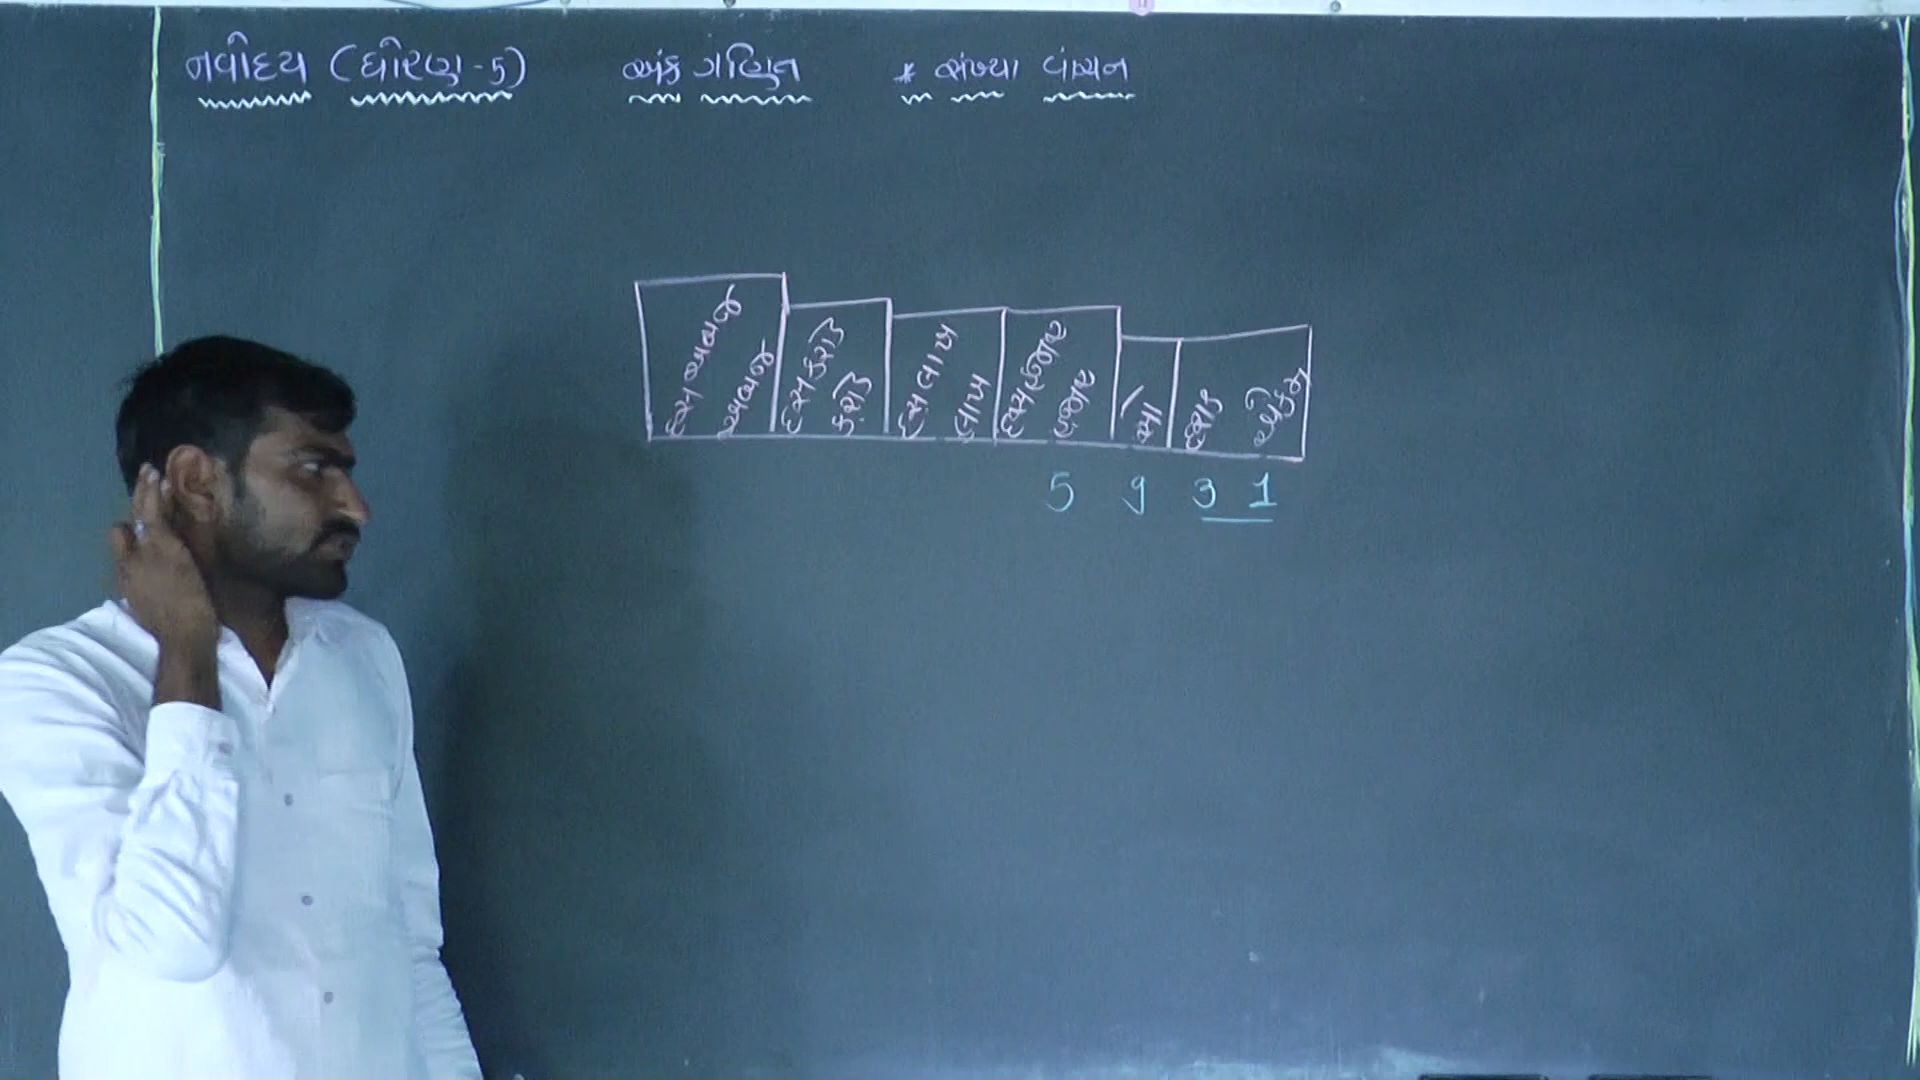 નવોદય (ધોરણ - 5) અંક ગણિત * સંખ્યા વાંચન
દસ અબજ અબજ દસ કરોડ કરોડ દસ લાખ લાખ દસ હજાર હજાર સો દશક એકમ
5 9 3 1